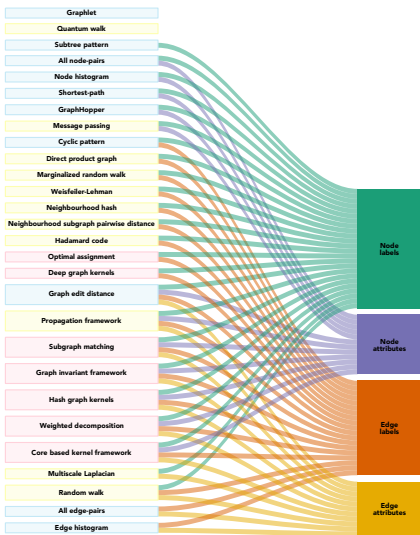 Graphlet
Quantum walk
Subtree pattern
All node-pairs
Node histogram
Shortest-path
GraphHopper
Message passing
Cyclic pattern
Direct product graph
Marginalized random walk
Weisfeiler-Lehman
Neighbourhood hash
Neighbourhood subgraph pairwise distance
Hadamard code
Optimal assignment
Deep graph kernels
Graph edit distance
Propagation framework
Subgraph matching
Graph invariant framework
Hash graph kernels
Weighted decomposition
Core based kernel framework
Multiscale Laplacian
Random walk
All edge-pairs
Edge histogram
Node
labels
Node
attributes
Edge
labels
Edge
attributes